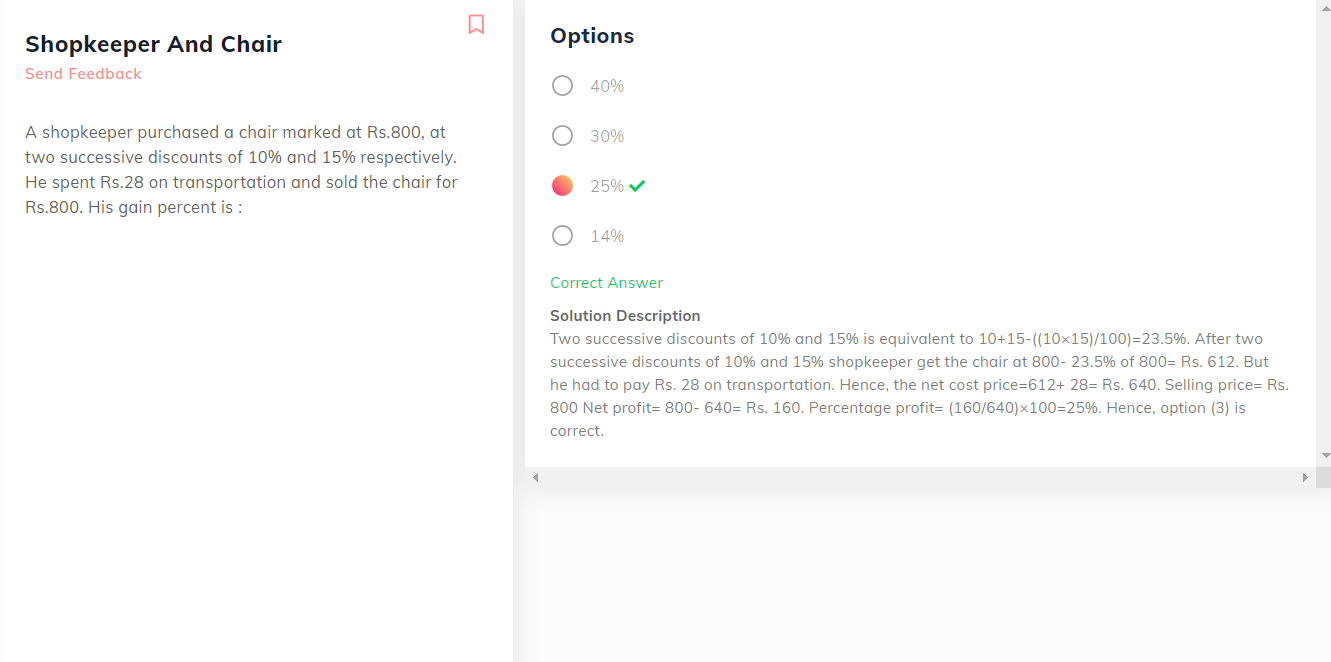 Shopkeeper And Chair
Send Feedback
A shopkeeper purchased a chair marked at Rs.800, at
two successive discounts of 10% and 15% respectively.
He spent Rs.28 on transportation and sold the chair for
Rs.800. His gain percent is :
Options
40%
30%
25%
14%
Correct Answer
Solution Description
Two successive discounts of 10% and 15% is equivalent to 10+15-((10×15)/100)=23.5%. After two
successive discounts of 10% and 15% shopkeeper get the chair at 800- 23.5% of 800= Rs. 612. But
he had to pay Rs. 28 on transportation. Hence, the net cost price=612+ 28= Rs. 640. Selling price= Rs.
800 Net profit= 800- 640= Rs. 160. Percentage profit= (160/640)×100=25%. Hence, option (3) is
correct.